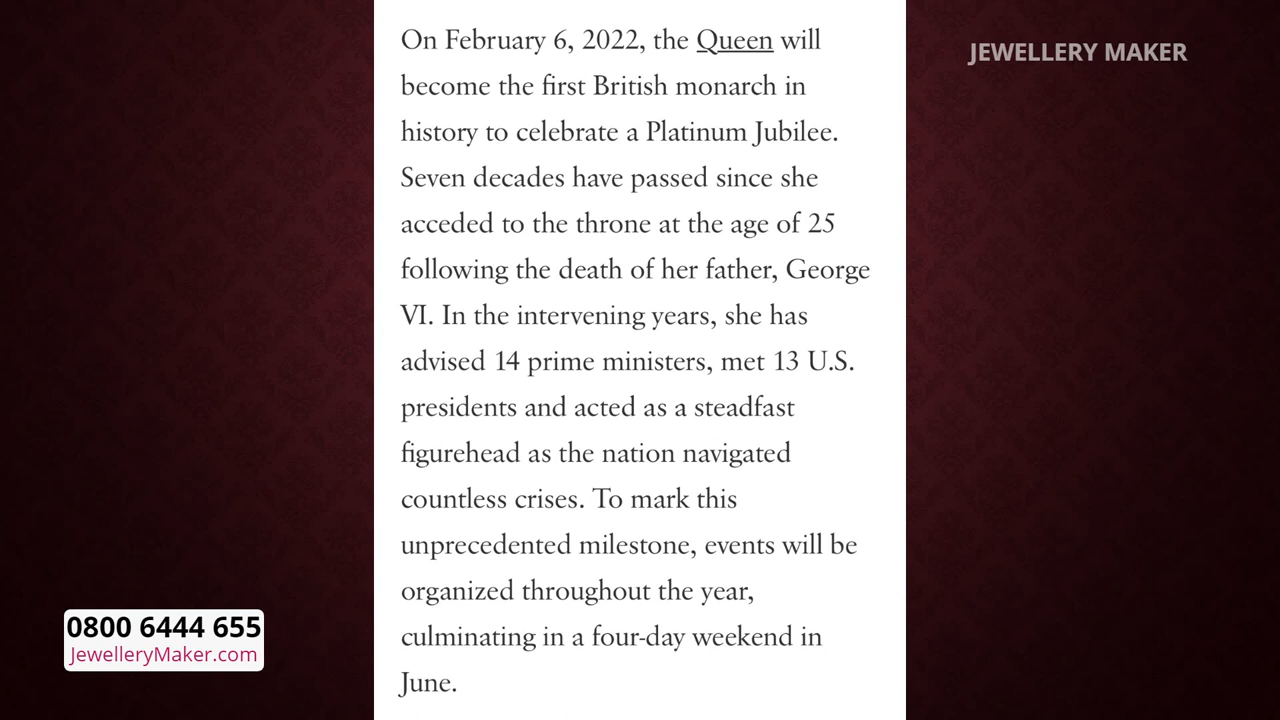 On February 6, 2022, the Queen will
become the first British monarch in
history to celebrate a Platinum Jubilee.
Seven decades have passed since she
acceded to the throne at the age of 25
following the death of her father, George
VI. In the intervening years, she has
advised 14 prime ministers, met 13 U.S.
presidents and acted as a steadfast
figurehead as the nation navigated
countless crises. To mark this
unprecedented milestone, events will be
organized throughout the year,
culminating in a four-day weekend in
June.
JEWELLERY MAKER
0800 6444 655
JewelleryMaker.com